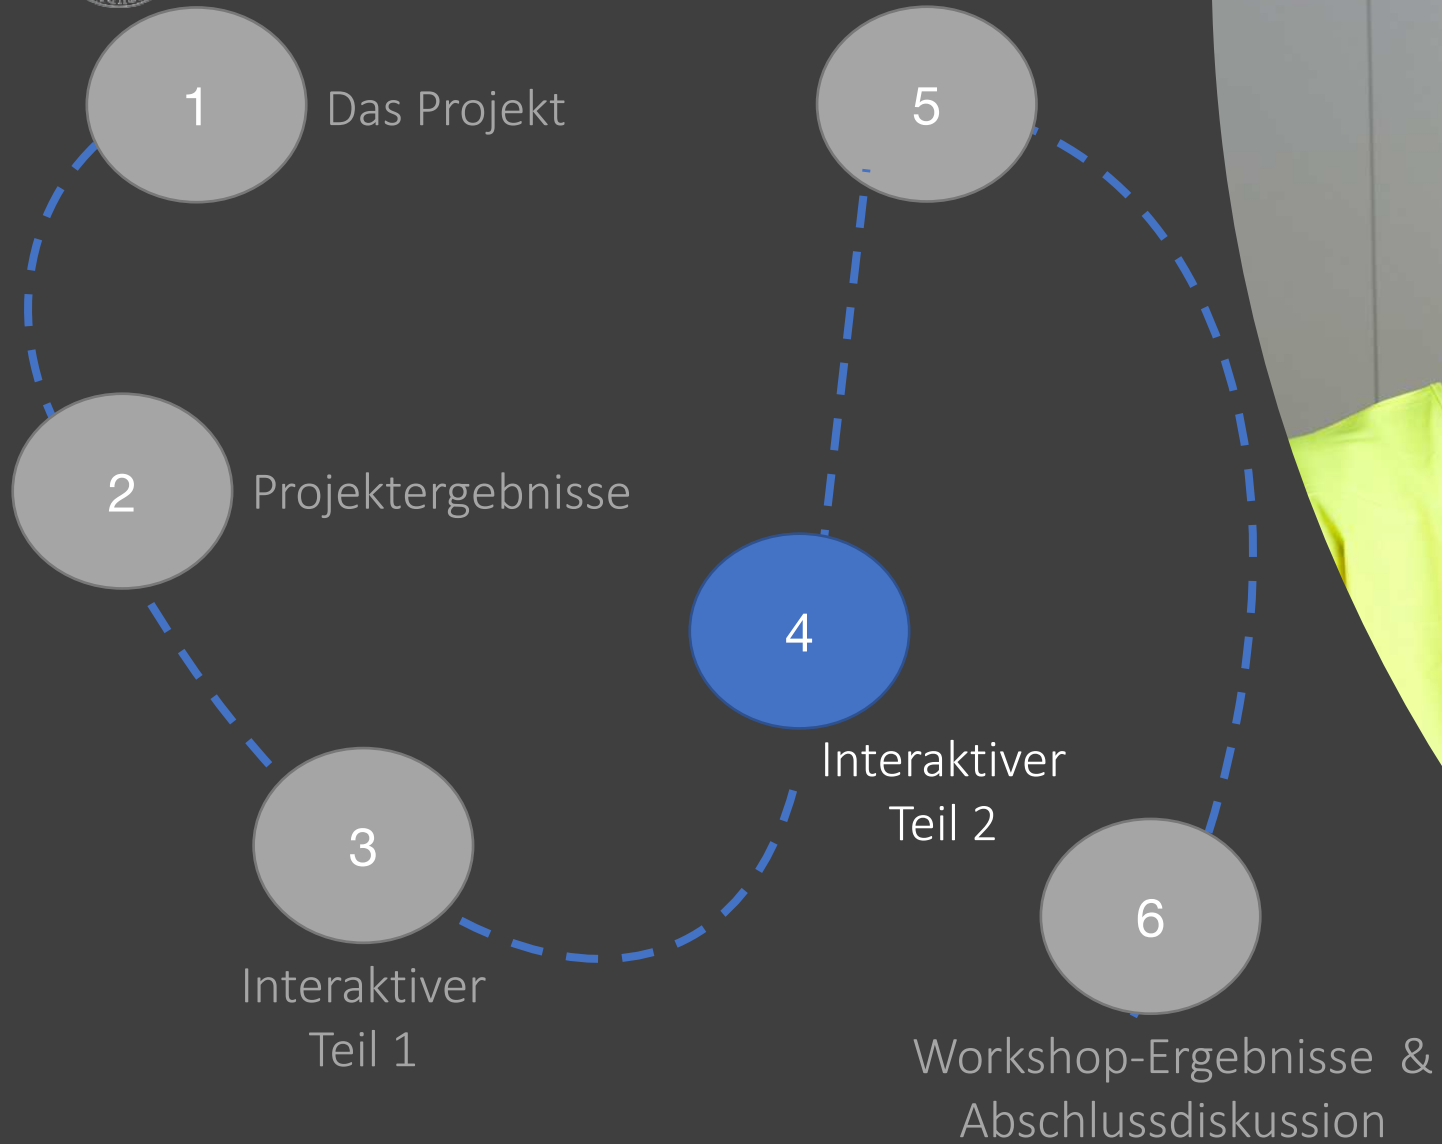 1
Das Projekt
2
Projektergebnisse
3
Interaktiver
Teil 1
4
Interaktiver
Teil 2
5
6
Workshop-Ergebnisse &
Abschlussdiskussion